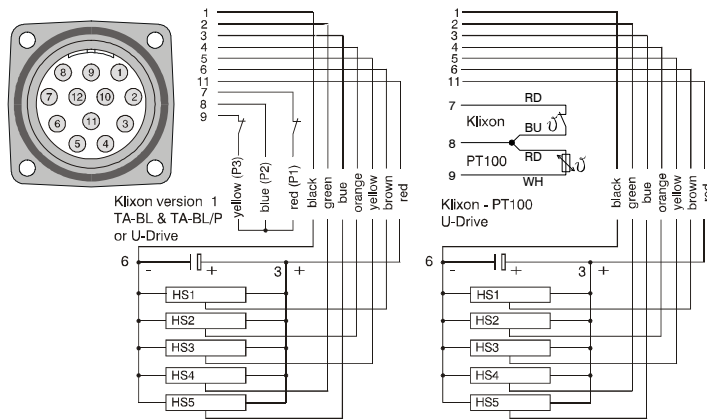 8 9 1
7 12 10 2
6 11 3
5 4
1
2
3
4
5
6
11
7
8
9
yellow (P3)
blue (P2)
red (P1)
black
green
bue
orange
yellow
brown
red
Klixon version 1
TA-BL & TA-BL/P
or U-Drive
6 - + 3 +
HS1
HS2
HS3
HS4
HS5
1
2
3
4
5
6
11
7 RD
Klixon ϑ
8 BU
PT100 RD ϑ
9 WH
black
green
bue
orange
yellow
brown
red
Klixon - PT100
U-Drive
6 - + 3 +
HS1
HS2
HS3
HS4
HS5